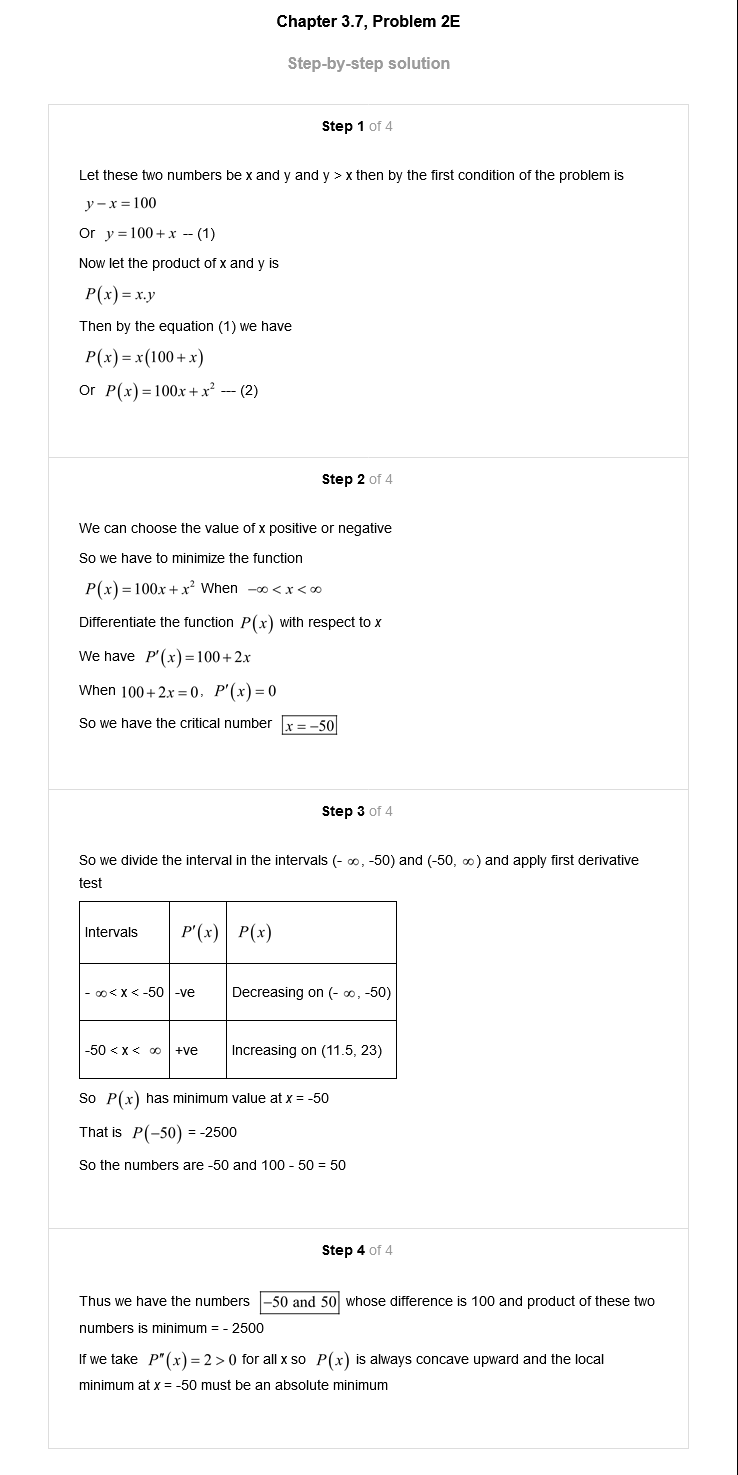 Chapter 3.7, Problem 2E
Step-by-step solution
Step 1 of 4
Let these two numbers be x and y and y > x then by the first condition of the problem is
y − x = 100
Or y = 100 + x -- (1)
Now let the product of x and y is
P(x) = x.y
Then by the equation (1) we have
P(x) = x(100 + x)
Or P(x) = 100x + x² --- (2)
Step 2 of 4
We can choose the value of x positive or negative
So we have to minimize the function
P(x) = 100x + x² When −∞ < x < ∞
Differentiate the function P(x) with respect to x
We have P′(x) = 100 + 2x
When 100 + 2x = 0, P′(x) = 0
So we have the critical number x = −50
Step 3 of 4
So we divide the interval in the intervals (- ∞, -50) and (-50, ∞) and apply first derivative
test
Intervals P′(x) P(x)
- ∞< x < -50 -ve Decreasing on (- ∞, -50)
-50 < x < ∞ +ve Increasing on (11.5, 23)
So P(x) has minimum value at x = -50
That is P(−50) = -2500
So the numbers are -50 and 100 - 50 = 50
Step 4 of 4
Thus we have the numbers −50 and 50 whose difference is 100 and product of these two
numbers is minimum = - 2500
If we take P″(x) = 2 > 0 for all x so P(x) is always concave upward and the local
minimum at x = -50 must be an absolute minimum